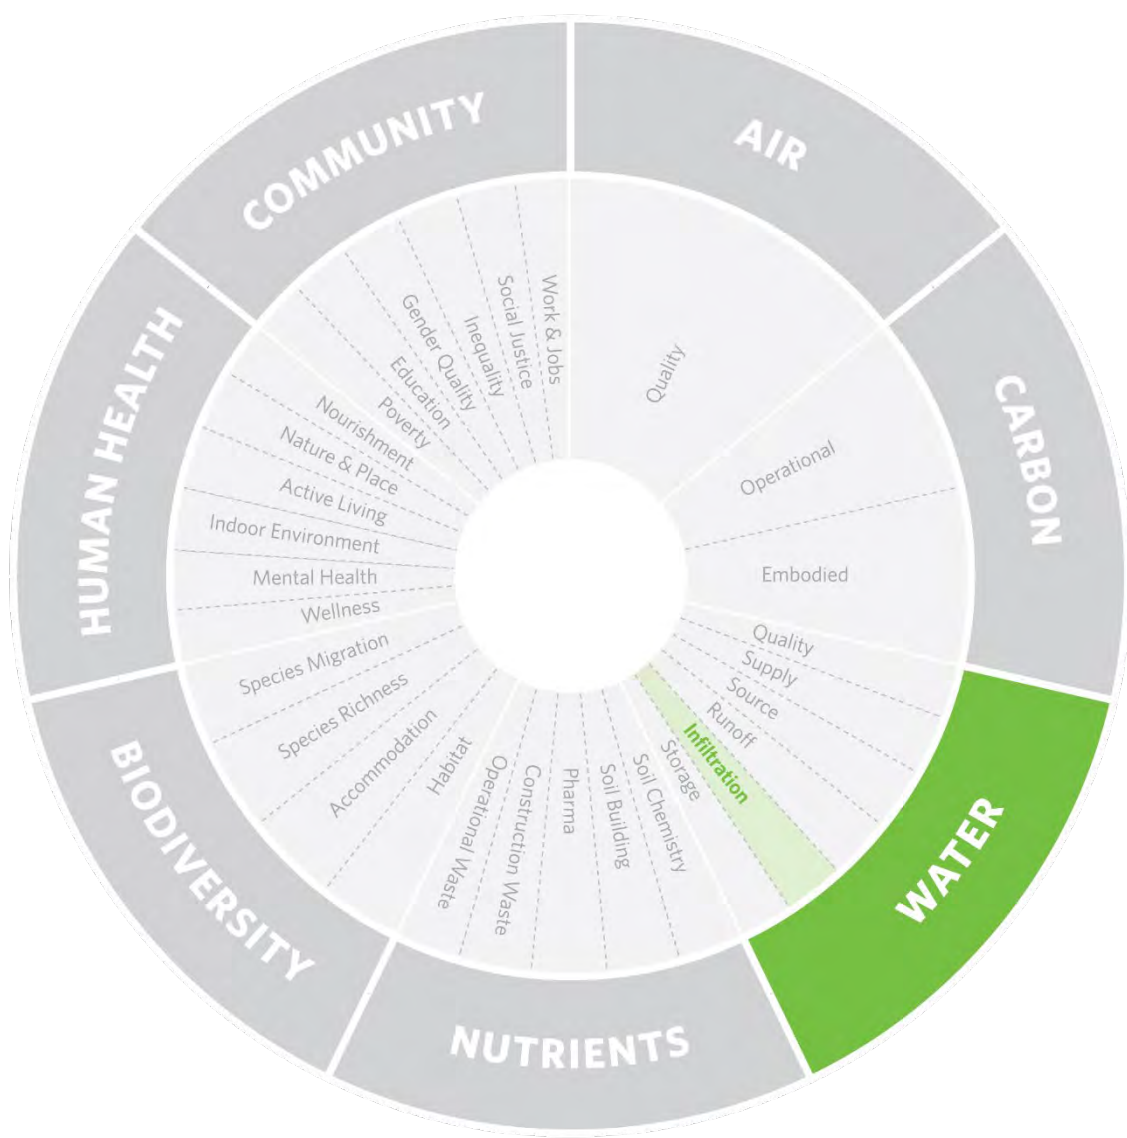 AIR
Quality
CARBON
Operational
Embodied
WATER
Quality
Supply
Source
Runoff
Infiltration
Storage
NUTRIENTS
Soil Chemistry
Soil Building
Pharma
Construction Waste
Operational Waste
BIODIVERSITY
Habitat
Accommodation
Species Richness
Species Migration
HUMAN HEALTH
Wellness
Mental Health
Indoor Environment
Active Living
Nature & Place
Nourishment
COMMUNITY
Poverty
Education
Gender Quality
Inequality
Social Justice
Work & Jobs